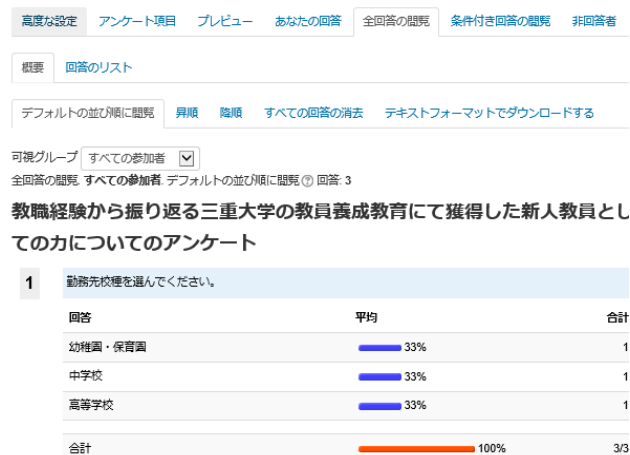 高度な設定 アンケート項目 プレビュー あなたの回答 全回答の閲覧 条件付き回答の閲覧 非回答者
概要 回答のリスト
デフォルトの並び順に閲覧 昇順 降順 すべての回答の消去 テキストフォーマットでダウンロードする
可視グループ すべての参加者
全回答の閲覧. すべての参加者. デフォルトの並び順に閲覧 ? 回答: 3
教職経験から振り返る三重大学の教員養成教育にて獲得した新人教員とし
ての力についてのアンケート
1 勤務先校種を選んでください。
回答 平均 合計
幼稚園・保育園 33% 1
中学校 33% 1
高等学校 33% 1
合計 100% 3/3